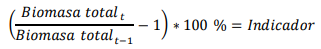 (Biomasa total_t / Biomasa total_{t−1} − 1) * 100 % = Indicador